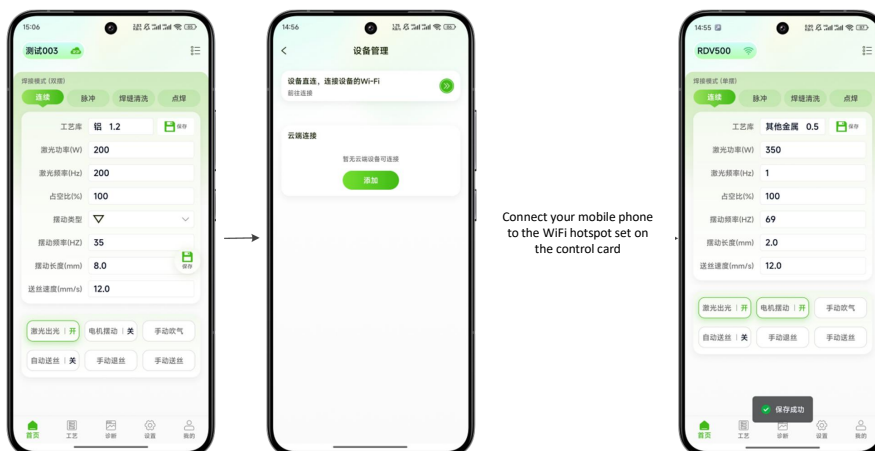 15:06
测试003
焊接模式 (双摆)
连续 脉冲 焊缝清洗 点焊
工艺库 铝 1.2 保存
激光功率(W) 200
激光频率(Hz) 200
占空比(%) 100
摆动类型
摆动频率(HZ) 35
摆动长度(mm) 8.0 保存
送丝速度(mm/s) 12.0
激光出光 | 开 电机摆动 | 关 手动吹气
自动送丝 | 关 手动退丝 手动送丝
首页 工艺 诊断 设置 我的
14:56
设备管理
设备直连，连接设备的Wi-Fi
前往连接
云端连接
暂无云端设备可连接
添加
Connect your mobile phone
to the WiFi hotspot set on
the control card
14:55
RDV500
焊接模式 (单摆)
连续 脉冲 焊缝清洗 点焊
工艺库 其他金属 0.5 保存
激光功率(W) 350
激光频率(Hz) 1
占空比(%) 100
摆动频率(HZ) 69
摆动长度(mm) 2.0
送丝速度(mm/s) 12.0
激光出光 | 开 电机摆动 | 开 手动吹气
自动送丝 | 关 手动退丝 手动送丝
保存成功
首页 工艺 诊断 设置 我的